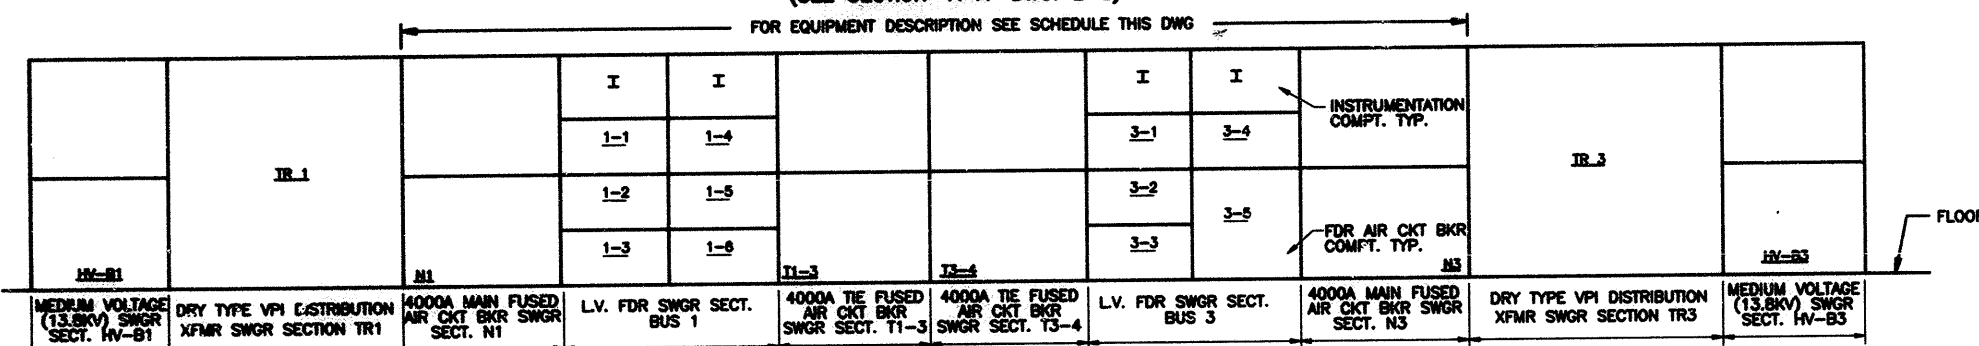 FOR EQUIPMENT DESCRIPTION SEE SCHEDULE THIS DWG
I I I I
INSTRUMENTATION
COMPT. TYP.
1-1 1-4 3-1 3-4
TR 1 TR 3
1-2 1-5 3-2
3-5
FLOO
1-3 1-6 3-3
FDR AIR CKT BKR
COMPT. TYP.
HV-B1 N1 T1-3 T3-4 N3 HV-B3
MEDIUM VOLTAGE
(13.8KV) SWGR
SECT. HV-B1
DRY TYPE VPI DISTRIBUTION
XFMR SWGR SECTION TR1
4000A MAIN FUSED
AIR CKT BKR SWGR
SECT. N1
L.V. FDR SWGR SECT.
BUS 1
4000A TIE FUSED
AIR CKT BKR
SWGR SECT. T1-3
4000A TIE FUSED
AIR CKT BKR
SWGR SECT. T3-4
L.V. FDR SWGR SECT.
BUS 3
4000A MAIN FUSED
AIR CKT BKR SWGR
SECT. N3
DRY TYPE VPI DISTRIBUTION
XFMR SWGR SECTION TR3
MEDIUM VOLTAGE
(13.8KV) SWGR
SECT. HV-B3